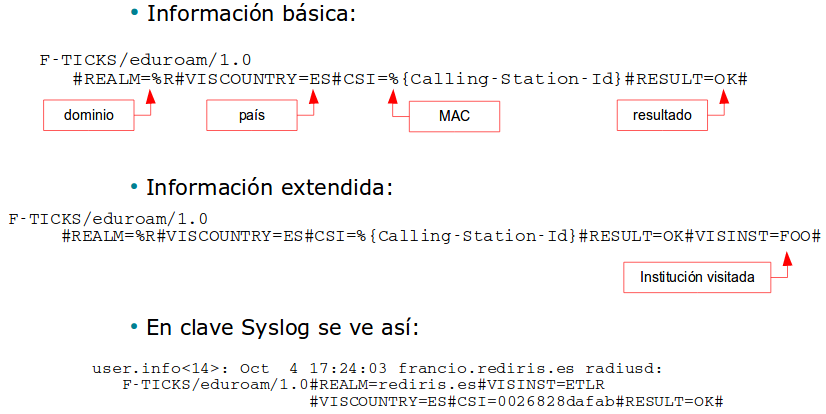 • Información básica:
F-TICKS/eduroam/1.0
#REALM=%R#VISCOUNTRY=ES#CSI=%{Calling-Station-Id}#RESULT=OK#
dominio país MAC resultado
• Información extendida:
F-TICKS/eduroam/1.0
#REALM=%R#VISCOUNTRY=ES#CSI=%{Calling-Station-Id}#RESULT=OK#VISINST=FOO#
Institución visitada
• En clave Syslog se ve así:
user.info<14>: Oct  4 17:24:03 francio.rediris.es radiusd:
F-TICKS/eduroam/1.0#REALM=rediris.es#VISINST=ETLR
#VISCOUNTRY=ES#CSI=0026828dafab#RESULT=OK#